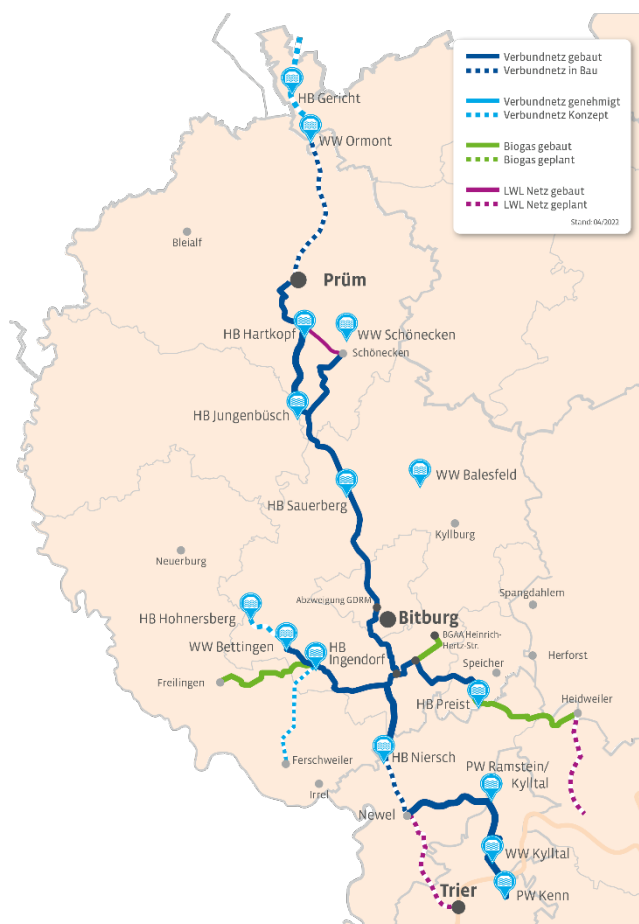 Verbundnetz gebaut
Verbundnetz in Bau
Verbundnetz genehmigt
Verbundnetz Konzept
Biogas gebaut
Biogas geplant
LWL Netz gebaut
LWL Netz geplant
Stand: 04/2022
HB Gericht
WW Ormont
Bleialf
Prüm
HB Hartkopf
WW Schönecken
Schönecken
HB Jungenbüsch
WW Balesfeld
HB Sauerberg
Kyllburg
Neuerburg
Abzweigung GDRM
Spangdahlem
HB Hohnersberg
Bitburg
BGAA Heinrich-
Hertz-Str.
WW Bettingen
HB
Ingendorf
Herforst
Speicher
Freilingen
HB Preist
Heidweiler
HB Niersch
Ferschweiler
PW Ramstein/
Kylltal
Irrel
Newel
WW Kylltal
Trier
PW Kenn